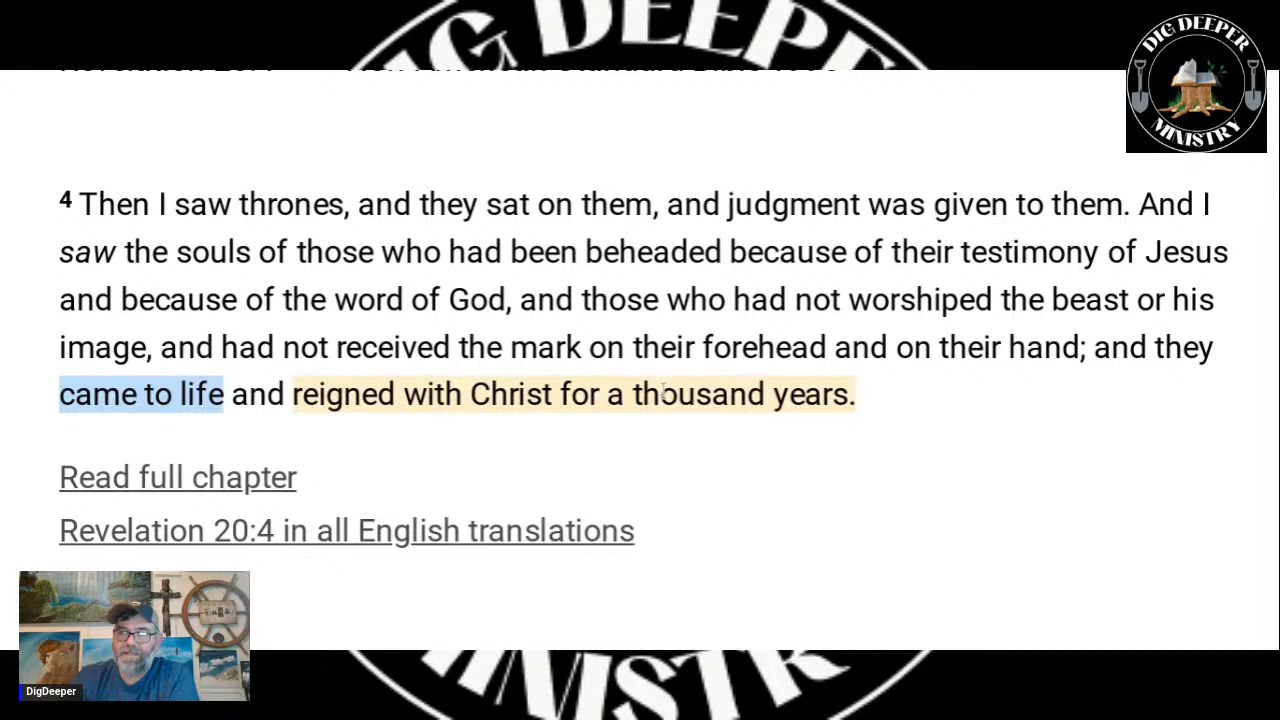 DIG DEEPER
DIG DEEPER
MINISTRY
4 Then I saw thrones, and they sat on them, and judgment was given to them. And I
saw the souls of those who had been beheaded because of their testimony of Jesus
and because of the word of God, and those who had not worshiped the beast or his
image, and had not received the mark on their forehead and on their hand; and they
came to life and reigned with Christ for a thousand years.
Read full chapter
Revelation 20:4 in all English translations
DigDeeper
MINISTR